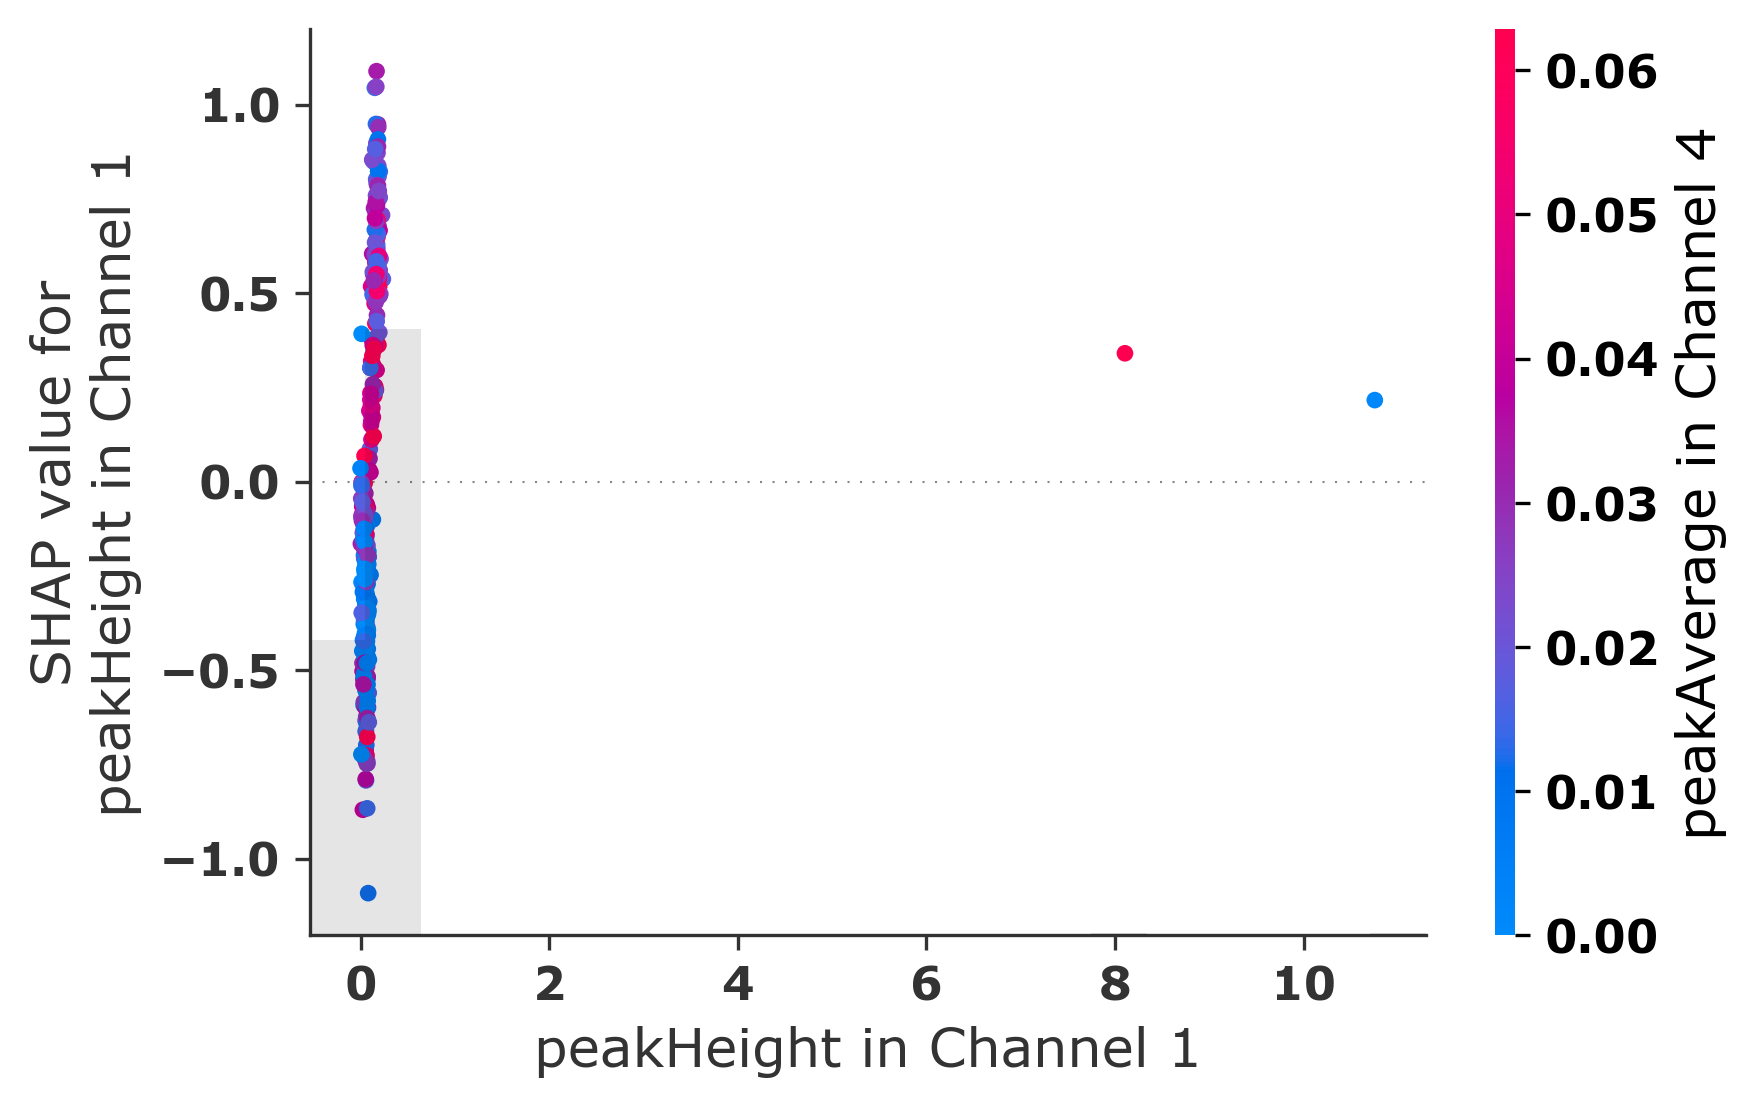 SHAP value for
peakHeight in Channel 1
1.0
0.5
0.0
−0.5
−1.0
0 2 4 6 8 10
peakHeight in Channel 1
0.06
0.05
0.04
0.03
0.02
0.01
0.00
peakAverage in Channel 4